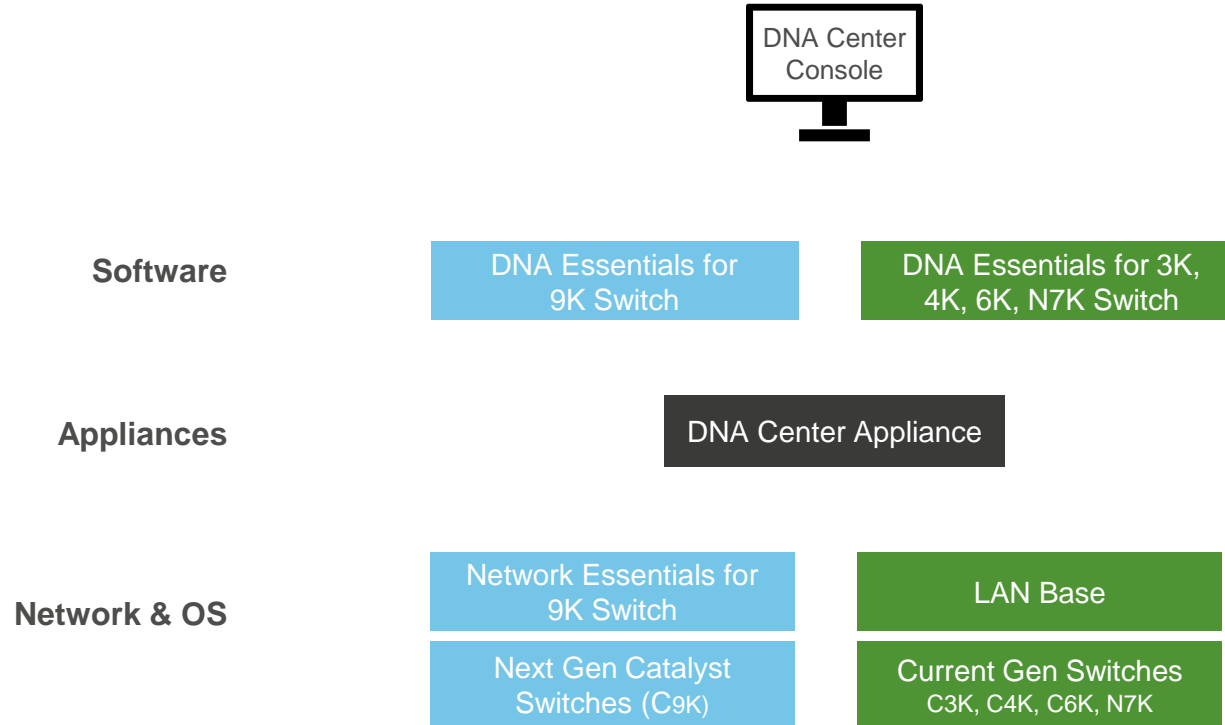 DNA Center
Console
Software
DNA Essentials for
9K Switch
DNA Essentials for 3K,
4K, 6K, N7K Switch
Appliances
DNA Center Appliance
Network & OS
Network Essentials for
9K Switch
LAN Base
Next Gen Catalyst
Switches (C9K)
Current Gen Switches
C3K, C4K, C6K, N7K